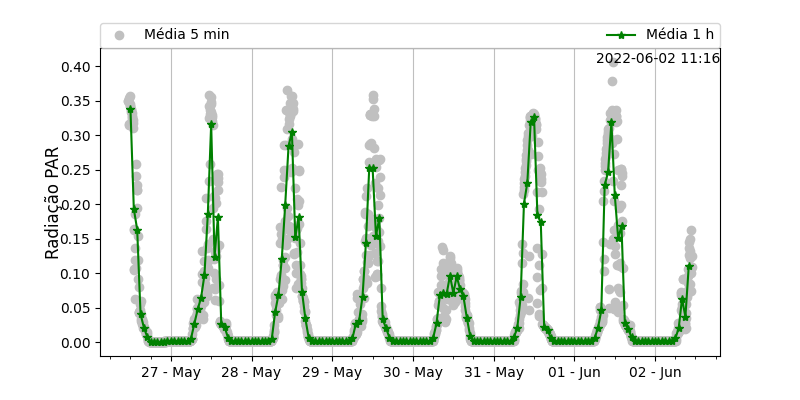 Média 5 min
Média 1 h
2022-06-02 11:16
Radiação PAR
0.40
0.35
0.30
0.25
0.20
0.15
0.10
0.05
0.00
27 - May
28 - May
29 - May
30 - May
31 - May
01 - Jun
02 - Jun